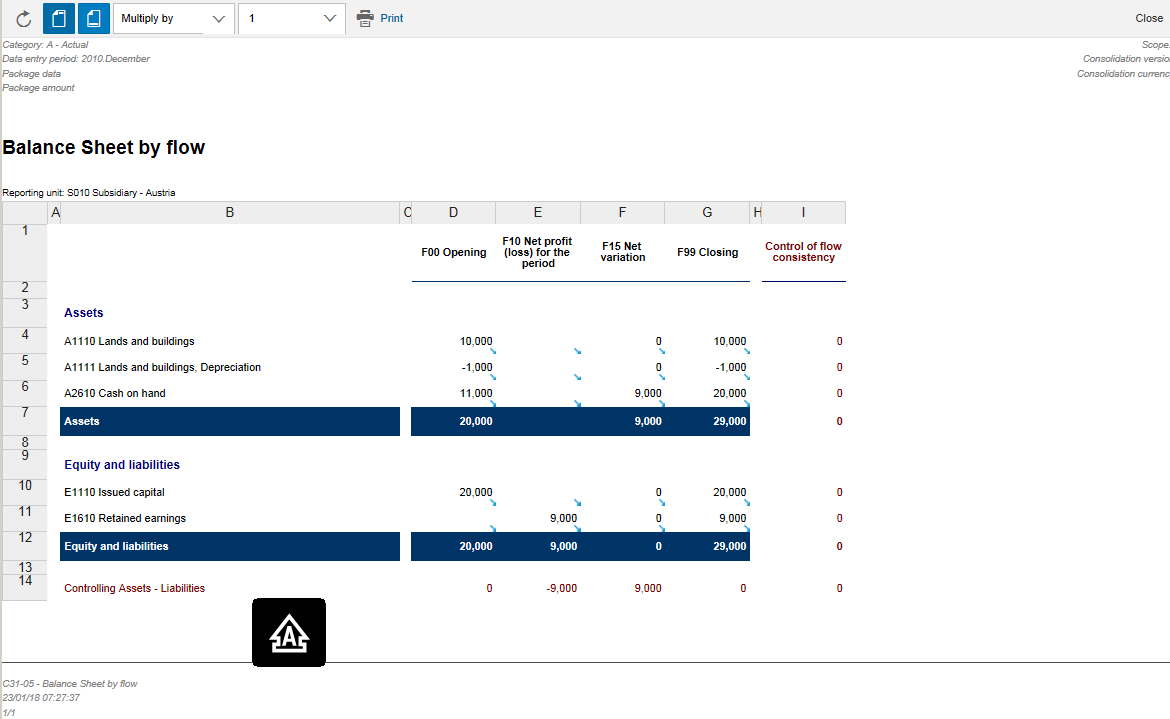 Multiply by 1 Print Close
Category: A - Actual Scope:
Data entry period: 2010.December Consolidation versio
Package data Consolidation currenc
Package amount
Balance Sheet by flow
Reporting unit: S010 Subsidiary - Austria
A B C D E F G H I
1 F00 Opening F10 Net profit (loss) for the period F15 Net variation F99 Closing Control of flow consistency
2
3 Assets
4 A1110 Lands and buildings 10,000 0 10,000 0
5 A1111 Lands and buildings, Depreciation -1,000 0 -1,000 0
6 A2610 Cash on hand 11,000 9,000 20,000 0
7 Assets 20,000 9,000 29,000 0
8
9 Equity and liabilities
10 E1110 Issued capital 20,000 0 20,000 0
11 E1610 Retained earnings 9,000 0 9,000 0
12 Equity and liabilities 20,000 9,000 0 29,000 0
13
14 Controlling Assets - Liabilities 0 -9,000 9,000 0 0
A
C31-05 - Balance Sheet by flow
23/01/18 07:27:37
1/1